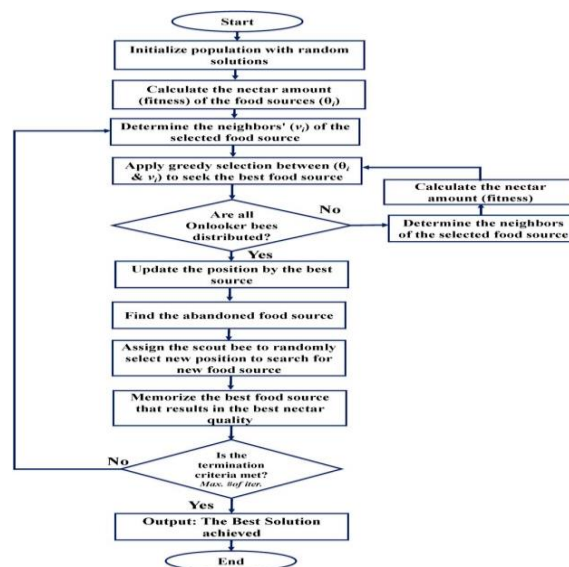 Start
Initialize population with random
solutions
Calculate the nectar amount
(fitness) of the food sources (θi)
Determine the neighbors' (vi) of the
selected food source
Apply greedy selection between (θi
& vi) to seek the best food source
Calculate the nectar
amount (fitness)
Are all
Onlooker bees
distributed?
No
Determine the neighbors
of the selected food source
Yes
Update the position by the best
source
Find the abandoned food source
Assign the scout bee to randomly
select new position to search for
new food source
Memorize the best food source
that results in the best nectar
quality
No
Is the
termination
criteria met?
Max. #of iter.
Yes
Output: The Best Solution
achieved
End